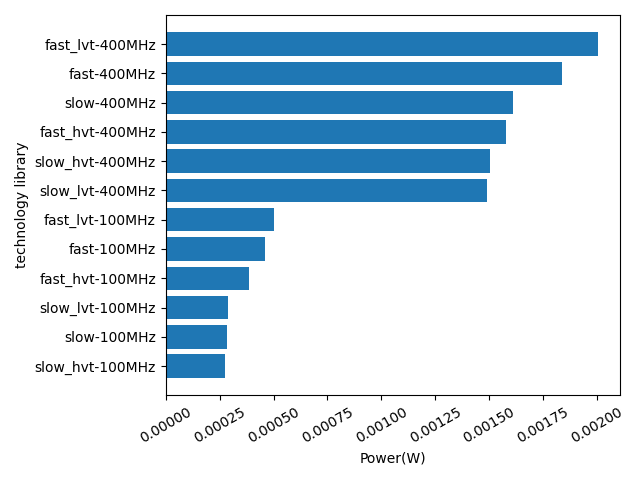 fast_lvt-400MHz
fast-400MHz
slow-400MHz
fast_hvt-400MHz
slow_hvt-400MHz
slow_lvt-400MHz
fast_lvt-100MHz
fast-100MHz
fast_hvt-100MHz
slow_lvt-100MHz
slow-100MHz
slow_hvt-100MHz
technology library
0.00000 0.00025 0.00050 0.00075 0.00100 0.00125 0.00150 0.00175 0.00200
Power(W)